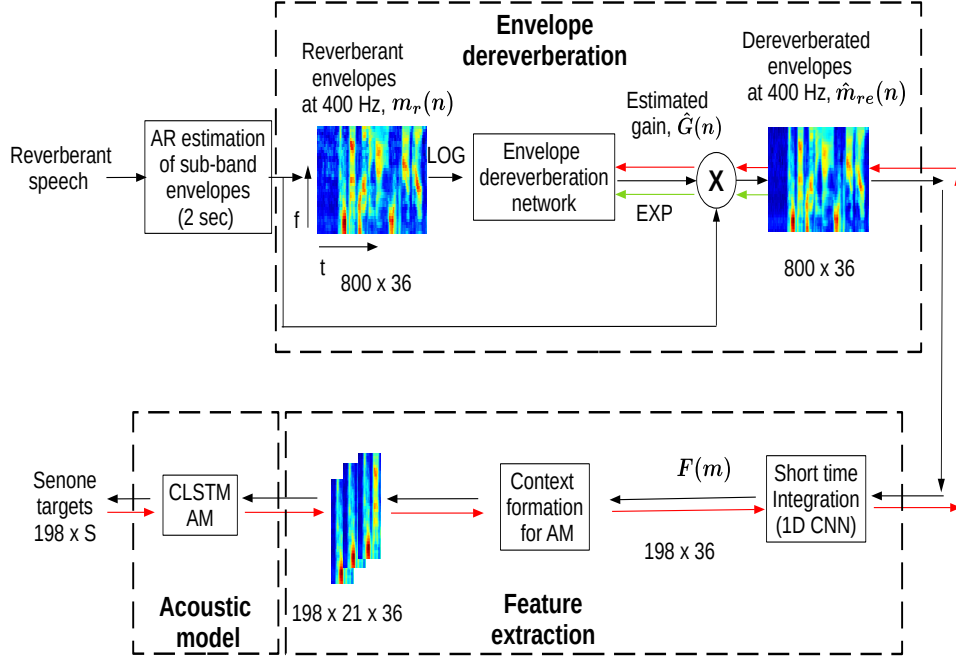 Envelope
dereverberation
Reverberant
envelopes
at 400 Hz, m_r(n)
Dereverberated
envelopes
at 400 Hz, m̂_{re}(n)
Estimated
gain, Ĝ(n)
Reverberant
speech
AR estimation
of sub-band
envelopes
(2 sec)
LOG
Envelope
dereverberation
network
X
EXP
f
t
800 x 36
800 x 36
Senone
targets
198 x S
CLSTM
AM
Context
formation
for AM
F(m)
Short time
Integration
(1D CNN)
198 x 36
198 x 21 x 36
Acoustic
model
Feature
extraction